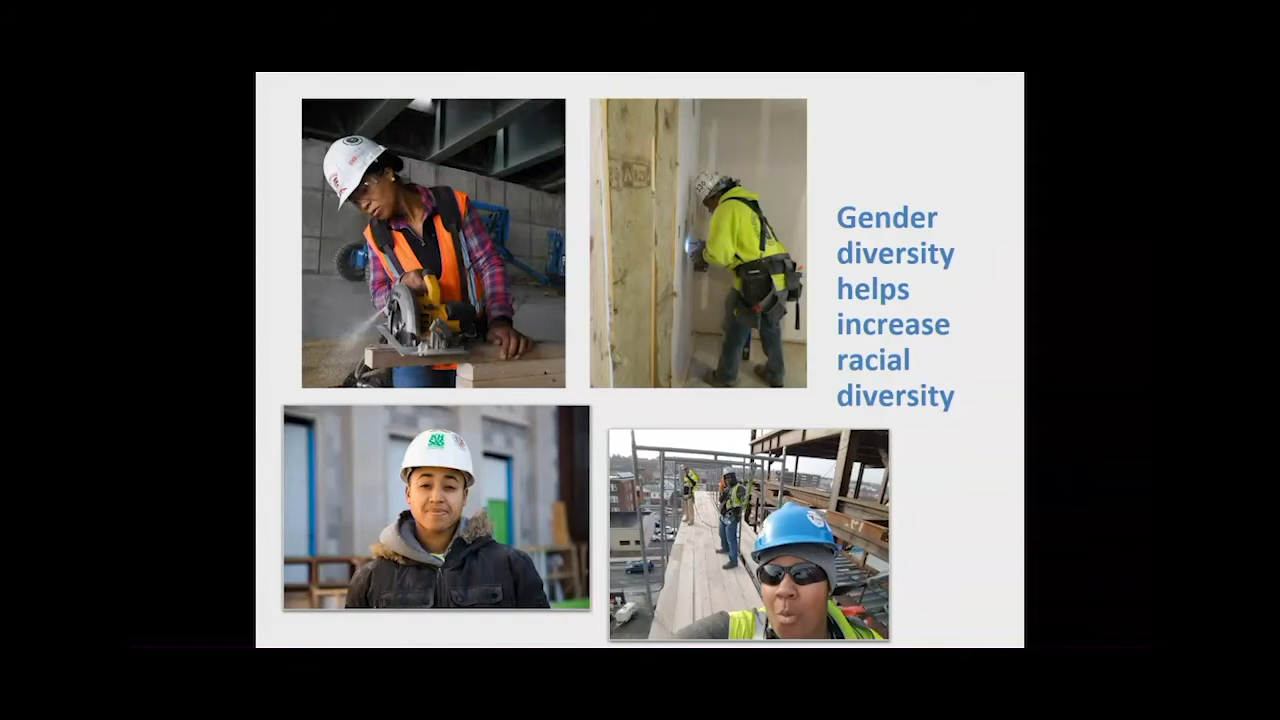 Gender
diversity
helps
increase
racial
diversity